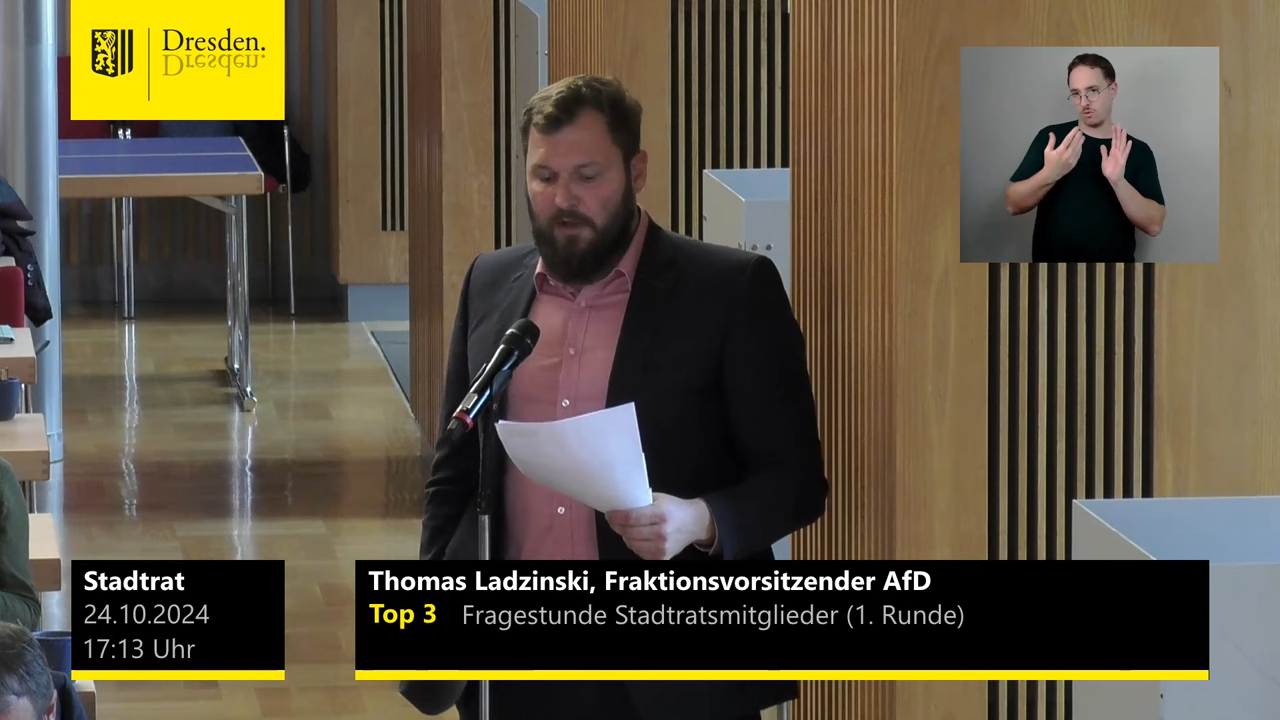 Dresden.
Dresden.
Stadtrat
24.10.2024
17:13 Uhr
Thomas Ladzinski, Fraktionsvorsitzender AfD
Top 3 Fragestunde Stadtratsmitglieder (1. Runde)